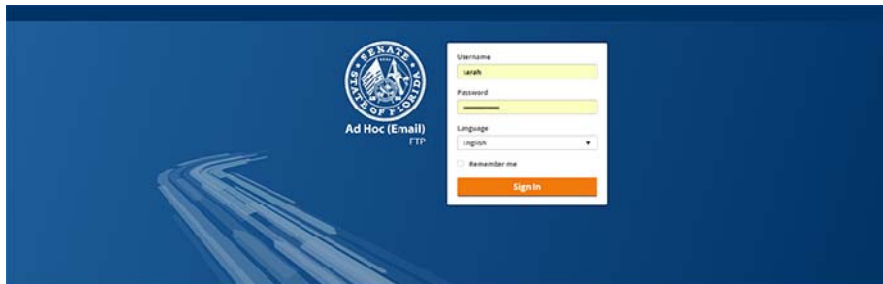 SENATE
STATE OF FLORIDA
Ad Hoc (Email)
FTP
Username
sarah
Password
Language
English
Remember me
Sign In